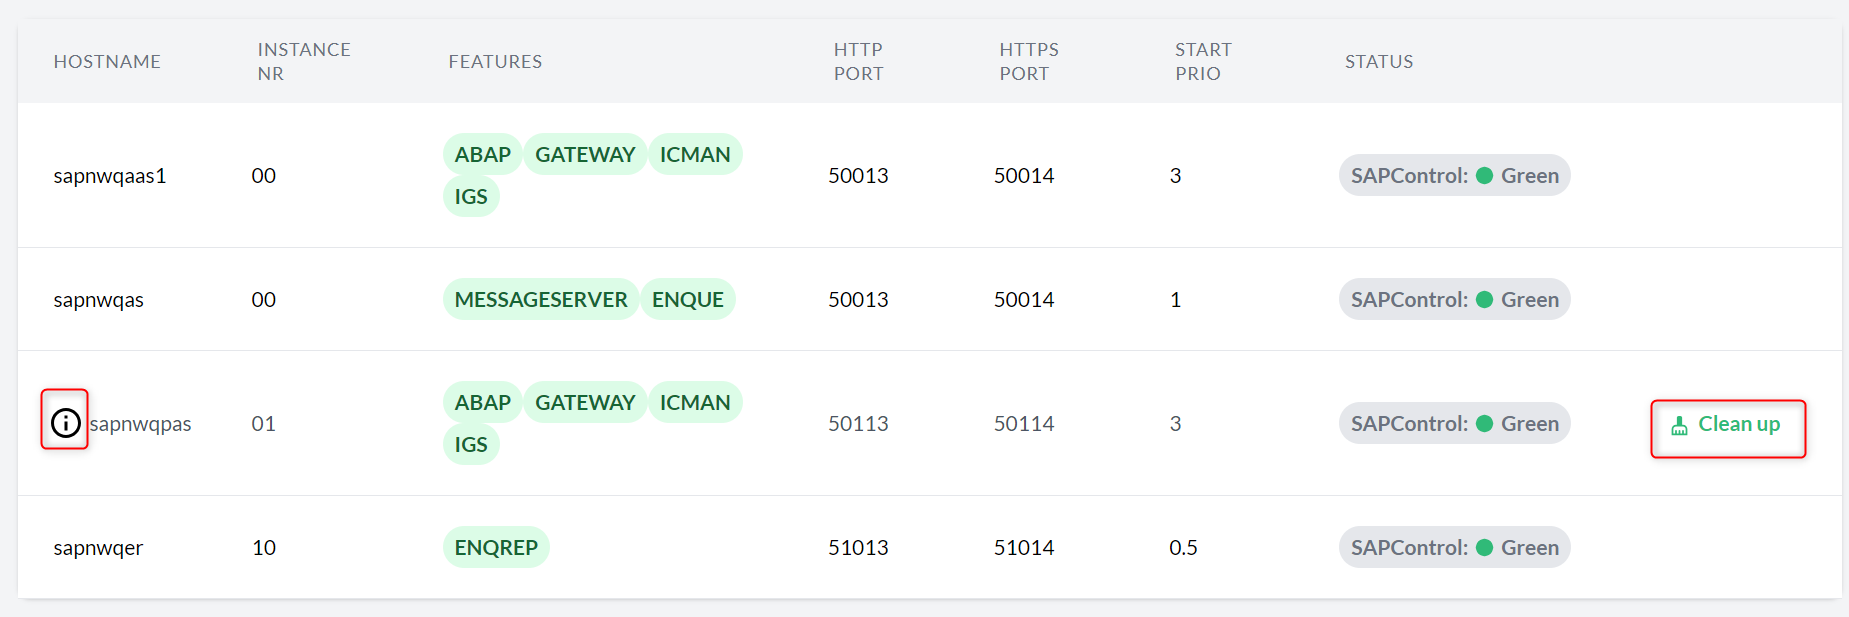 HOSTNAME INSTANCE NR FEATURES HTTP PORT HTTPS PORT START PRIO STATUS
sapnwqaas1 00 ABAP GATEWAY ICMAN IGS 50013 50014 3 SAPControl: Green
sapnwqas 00 MESSAGESERVER ENQUE 50013 50014 1 SAPControl: Green
sapnwqpas 01 ABAP GATEWAY ICMAN IGS 50113 50114 3 SAPControl: Green Clean up
sapnwqer 10 ENQREP 51013 51014 0.5 SAPControl: Green